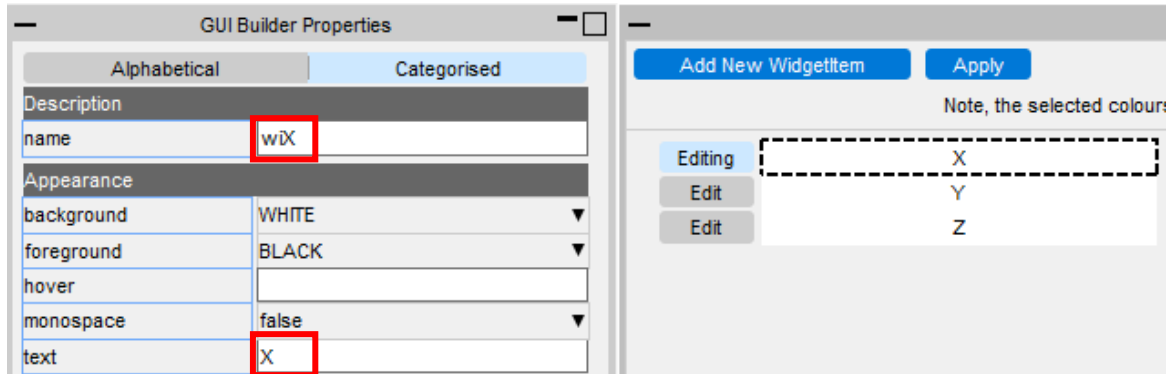 GUI Builder Properties
Alphabetical Categorised
Description
name wiX
Appearance
background WHITE
foreground BLACK
hover
monospace false
text X
Add New WidgetItem Apply
Note, the selected colours
Editing X
Edit Y
Edit Z